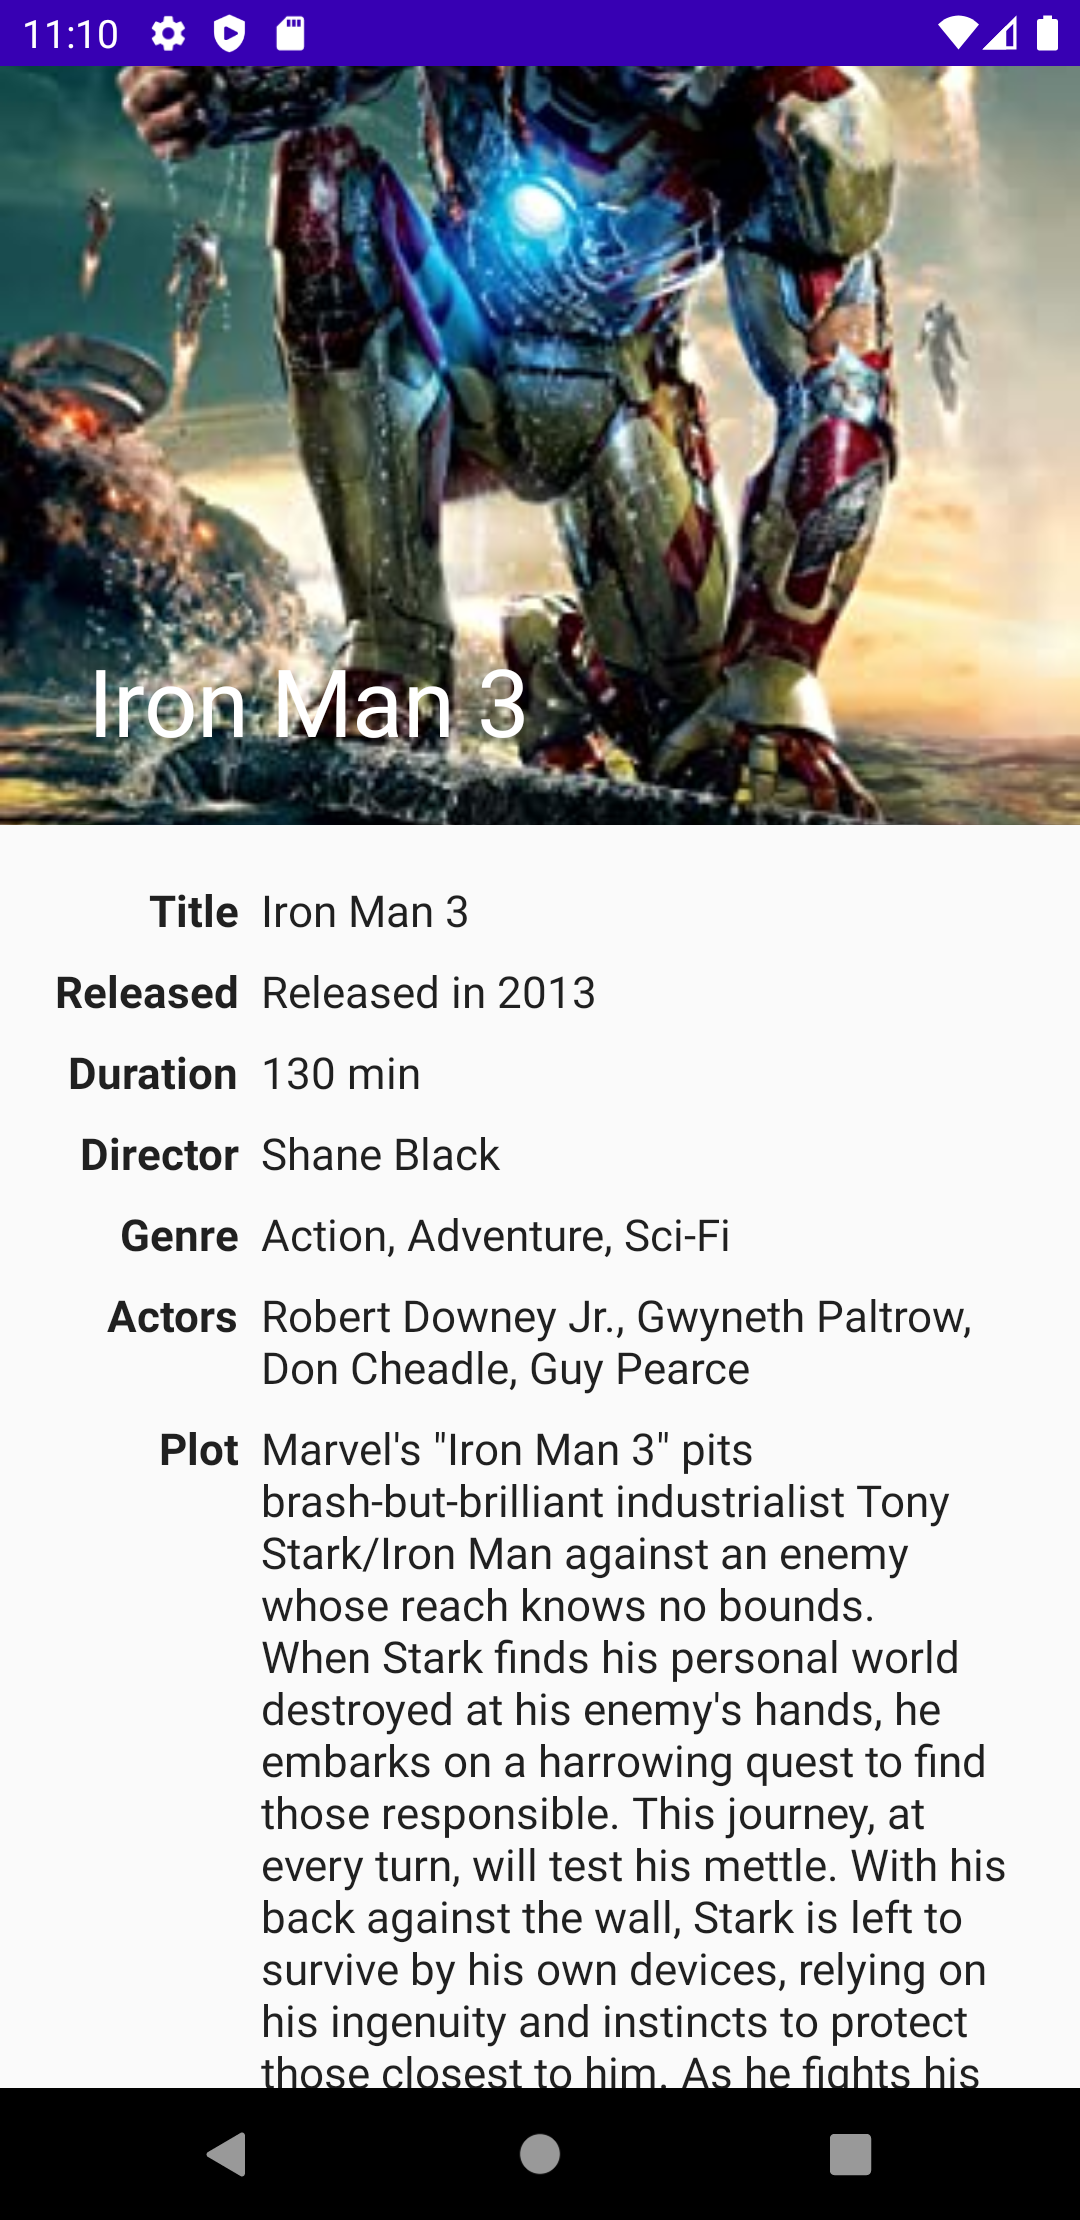 11:10
Iron Man 3
Title Iron Man 3
Released Released in 2013
Duration 130 min
Director Shane Black
Genre Action, Adventure, Sci-Fi
Actors Robert Downey Jr., Gwyneth Paltrow,
Don Cheadle, Guy Pearce
Plot Marvel's "Iron Man 3" pits
brash-but-brilliant industrialist Tony
Stark/Iron Man against an enemy
whose reach knows no bounds.
When Stark finds his personal world
destroyed at his enemy's hands, he
embarks on a harrowing quest to find
those responsible. This journey, at
every turn, will test his mettle. With his
back against the wall, Stark is left to
survive by his own devices, relying on
his ingenuity and instincts to protect
those closest to him. As he fights his